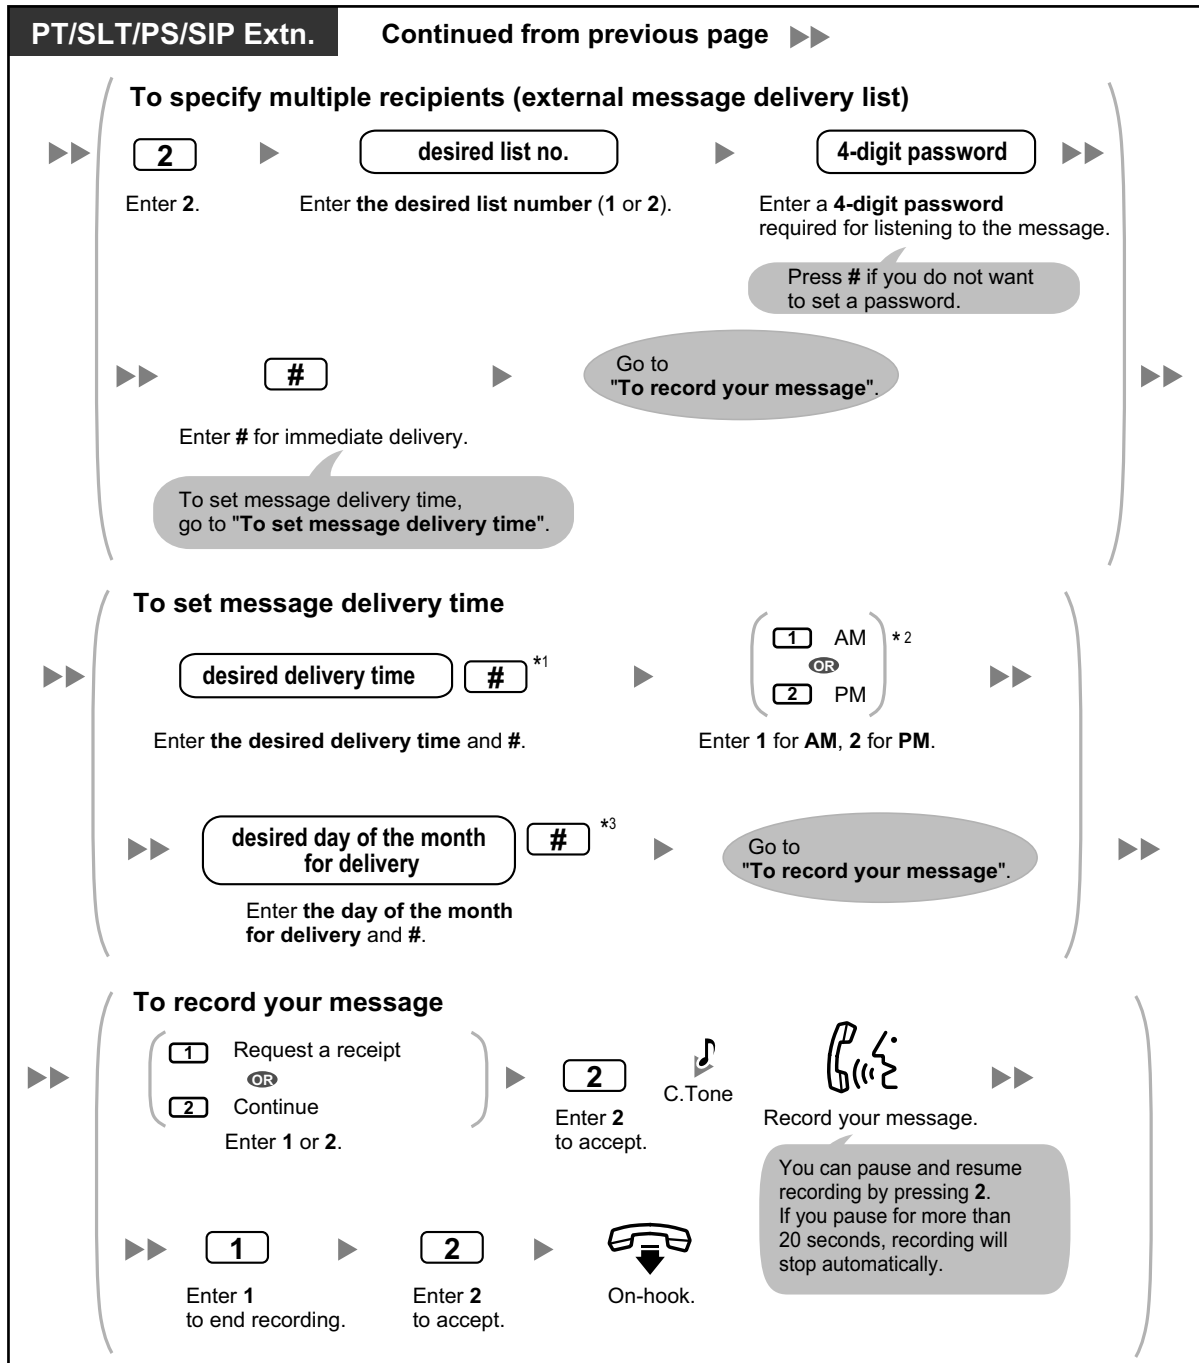 PT/SLT/PS/SIP Extn.
Continued from previous page
To specify multiple recipients (external message delivery list)
2
desired list no.
4-digit password
Enter 2.
Enter the desired list number (1 or 2).
Enter a 4-digit password
required for listening to the message.
Press # if you do not want
to set a password.
#
Go to
"To record your message".
Enter # for immediate delivery.
To set message delivery time,
go to "To set message delivery time".
To set message delivery time
desired delivery time
#
*1
1 AM
OR
2 PM
*2
Enter the desired delivery time and #.
Enter 1 for AM, 2 for PM.
desired day of the month
for delivery
#
*3
Go to
"To record your message".
Enter the day of the month
for delivery and #.
To record your message
1 Request a receipt
OR
2 Continue
Enter 1 or 2.
2
Enter 2
to accept.
C.Tone
Record your message.
You can pause and resume
recording by pressing 2.
If you pause for more than
20 seconds, recording will
stop automatically.
1
Enter 1
to end recording.
2
Enter 2
to accept.
On-hook.